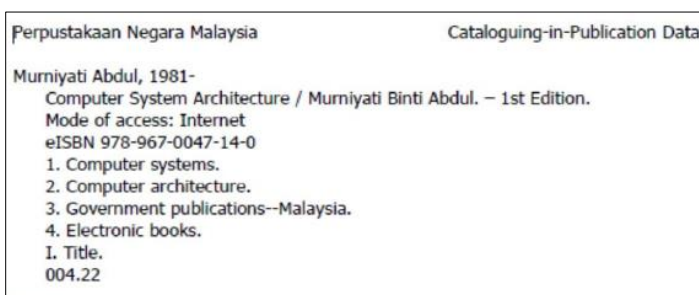 Perpustakaan Negara Malaysia Cataloguing-in-Publication Data
Murniyati Abdul, 1981-
Computer System Architecture / Murniyati Binti Abdul. – 1st Edition.
Mode of access: Internet
eISBN 978-967-0047-14-0
1. Computer systems.
2. Computer architecture.
3. Government publications--Malaysia.
4. Electronic books.
I. Title.
004.22